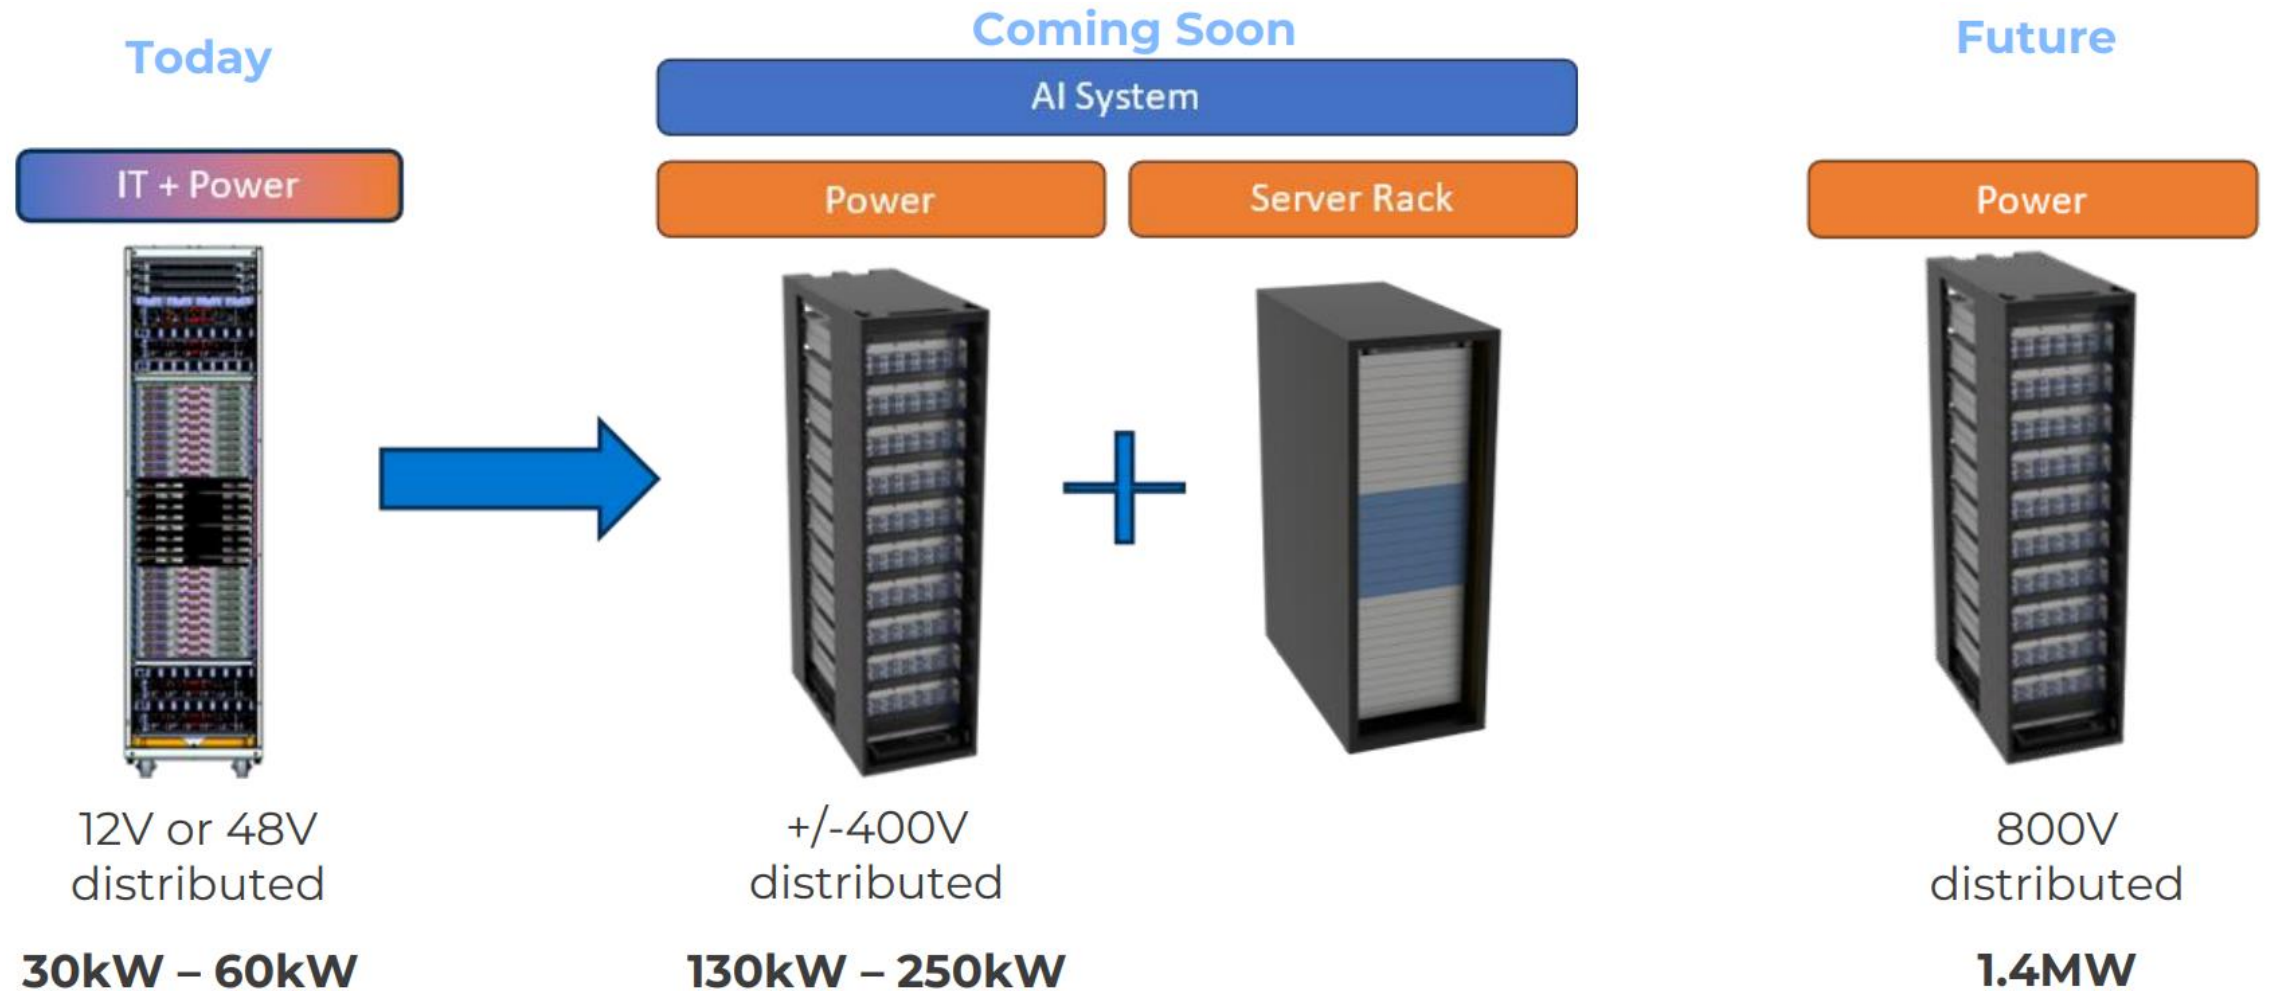 Today
IT + Power
12V or 48V
distributed
30kW – 60kW
Coming Soon
AI System
Power
Server Rack
+/-400V
distributed
130kW – 250kW
Future
Power
800V
distributed
1.4MW